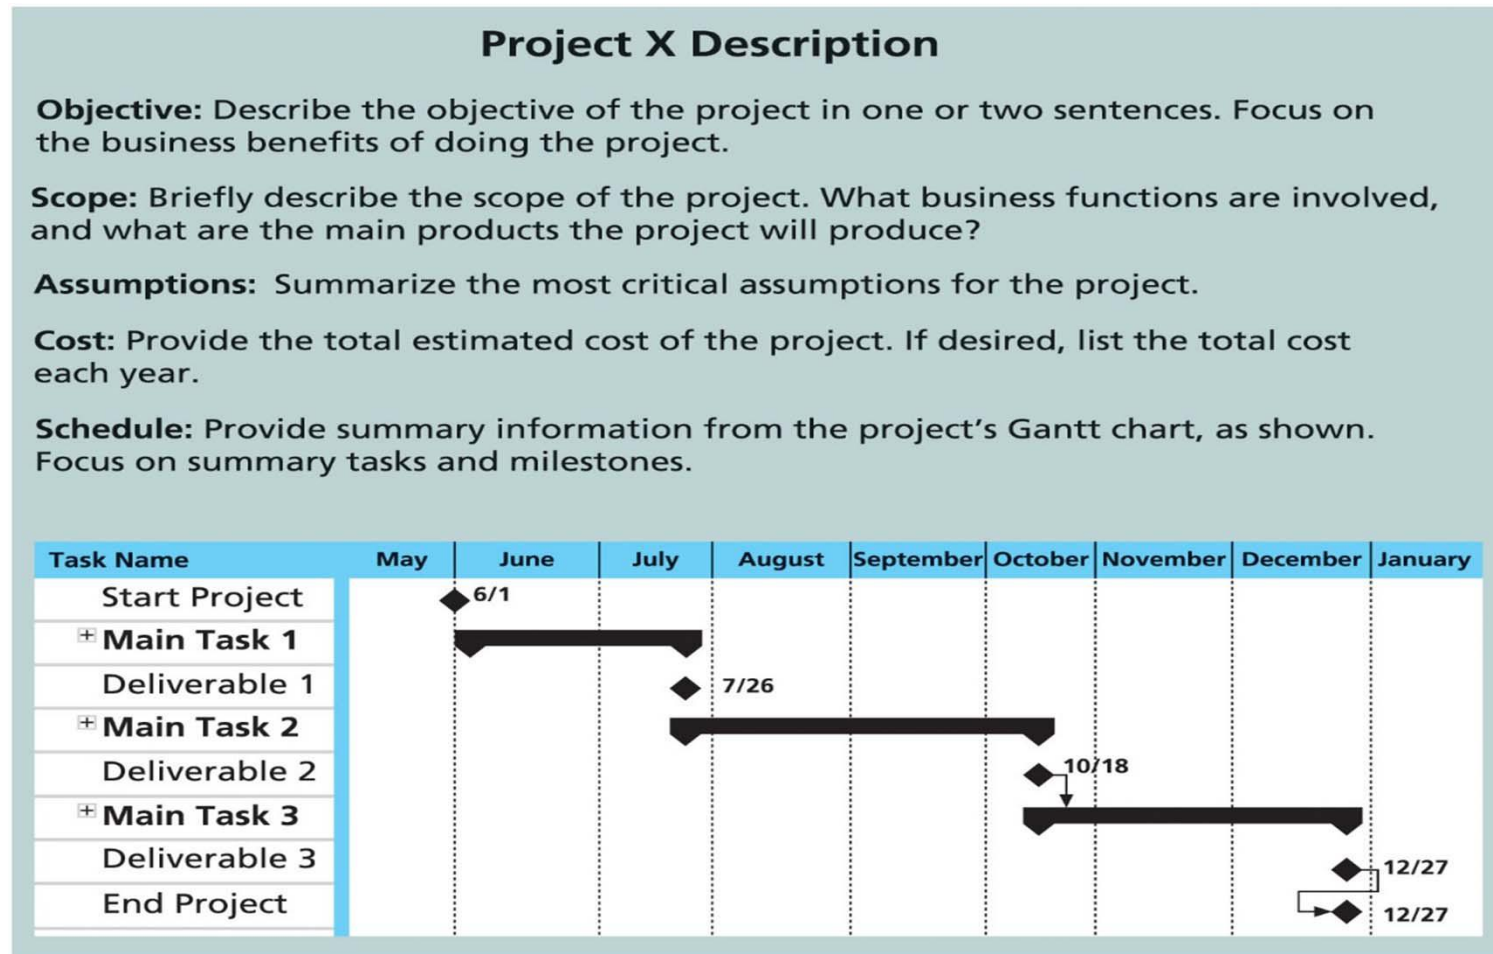 Project X Description
Objective: Describe the objective of the project in one or two sentences. Focus on
the business benefits of doing the project.
Scope: Briefly describe the scope of the project. What business functions are involved,
and what are the main products the project will produce?
Assumptions: Summarize the most critical assumptions for the project.
Cost: Provide the total estimated cost of the project. If desired, list the total cost
each year.
Schedule: Provide summary information from the project's Gantt chart, as shown.
Focus on summary tasks and milestones.
Task Name May June July August September October November December January
Start Project 6/1
Main Task 1
Deliverable 1 7/26
Main Task 2
Deliverable 2 10/18
Main Task 3
Deliverable 3 12/27
End Project 12/27